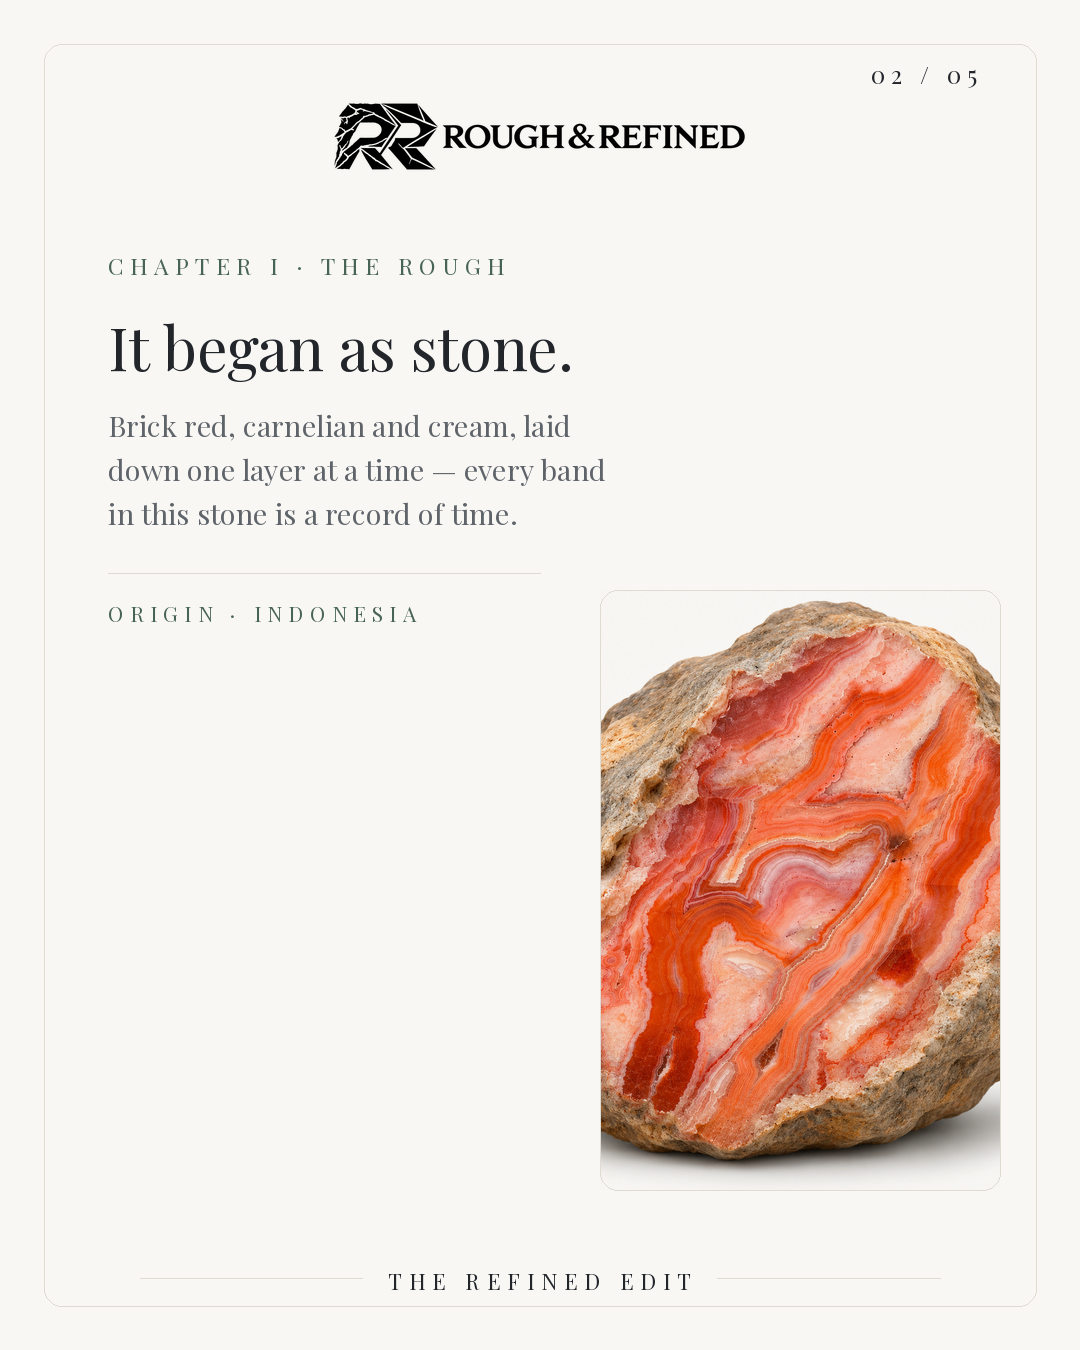 02 / 05
RR ROUGH & REFINED
CHAPTER I · THE ROUGH
It began as stone.
Brick red, carnelian and cream, laid
down one layer at a time — every band
in this stone is a record of time.
ORIGIN · INDONESIA
THE REFINED EDIT